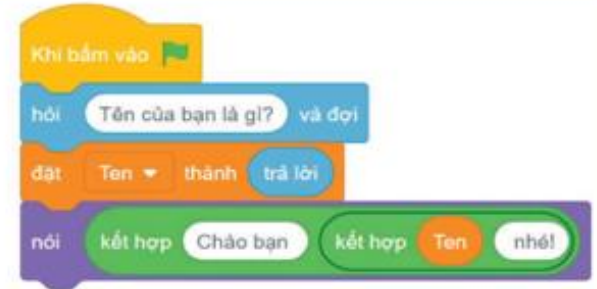 Khi bấm vào
hỏi Tên của bạn là gì? và đợi
đặt Ten thành trả lời
nói kết hợp Chào bạn kết hợp Ten nhé!